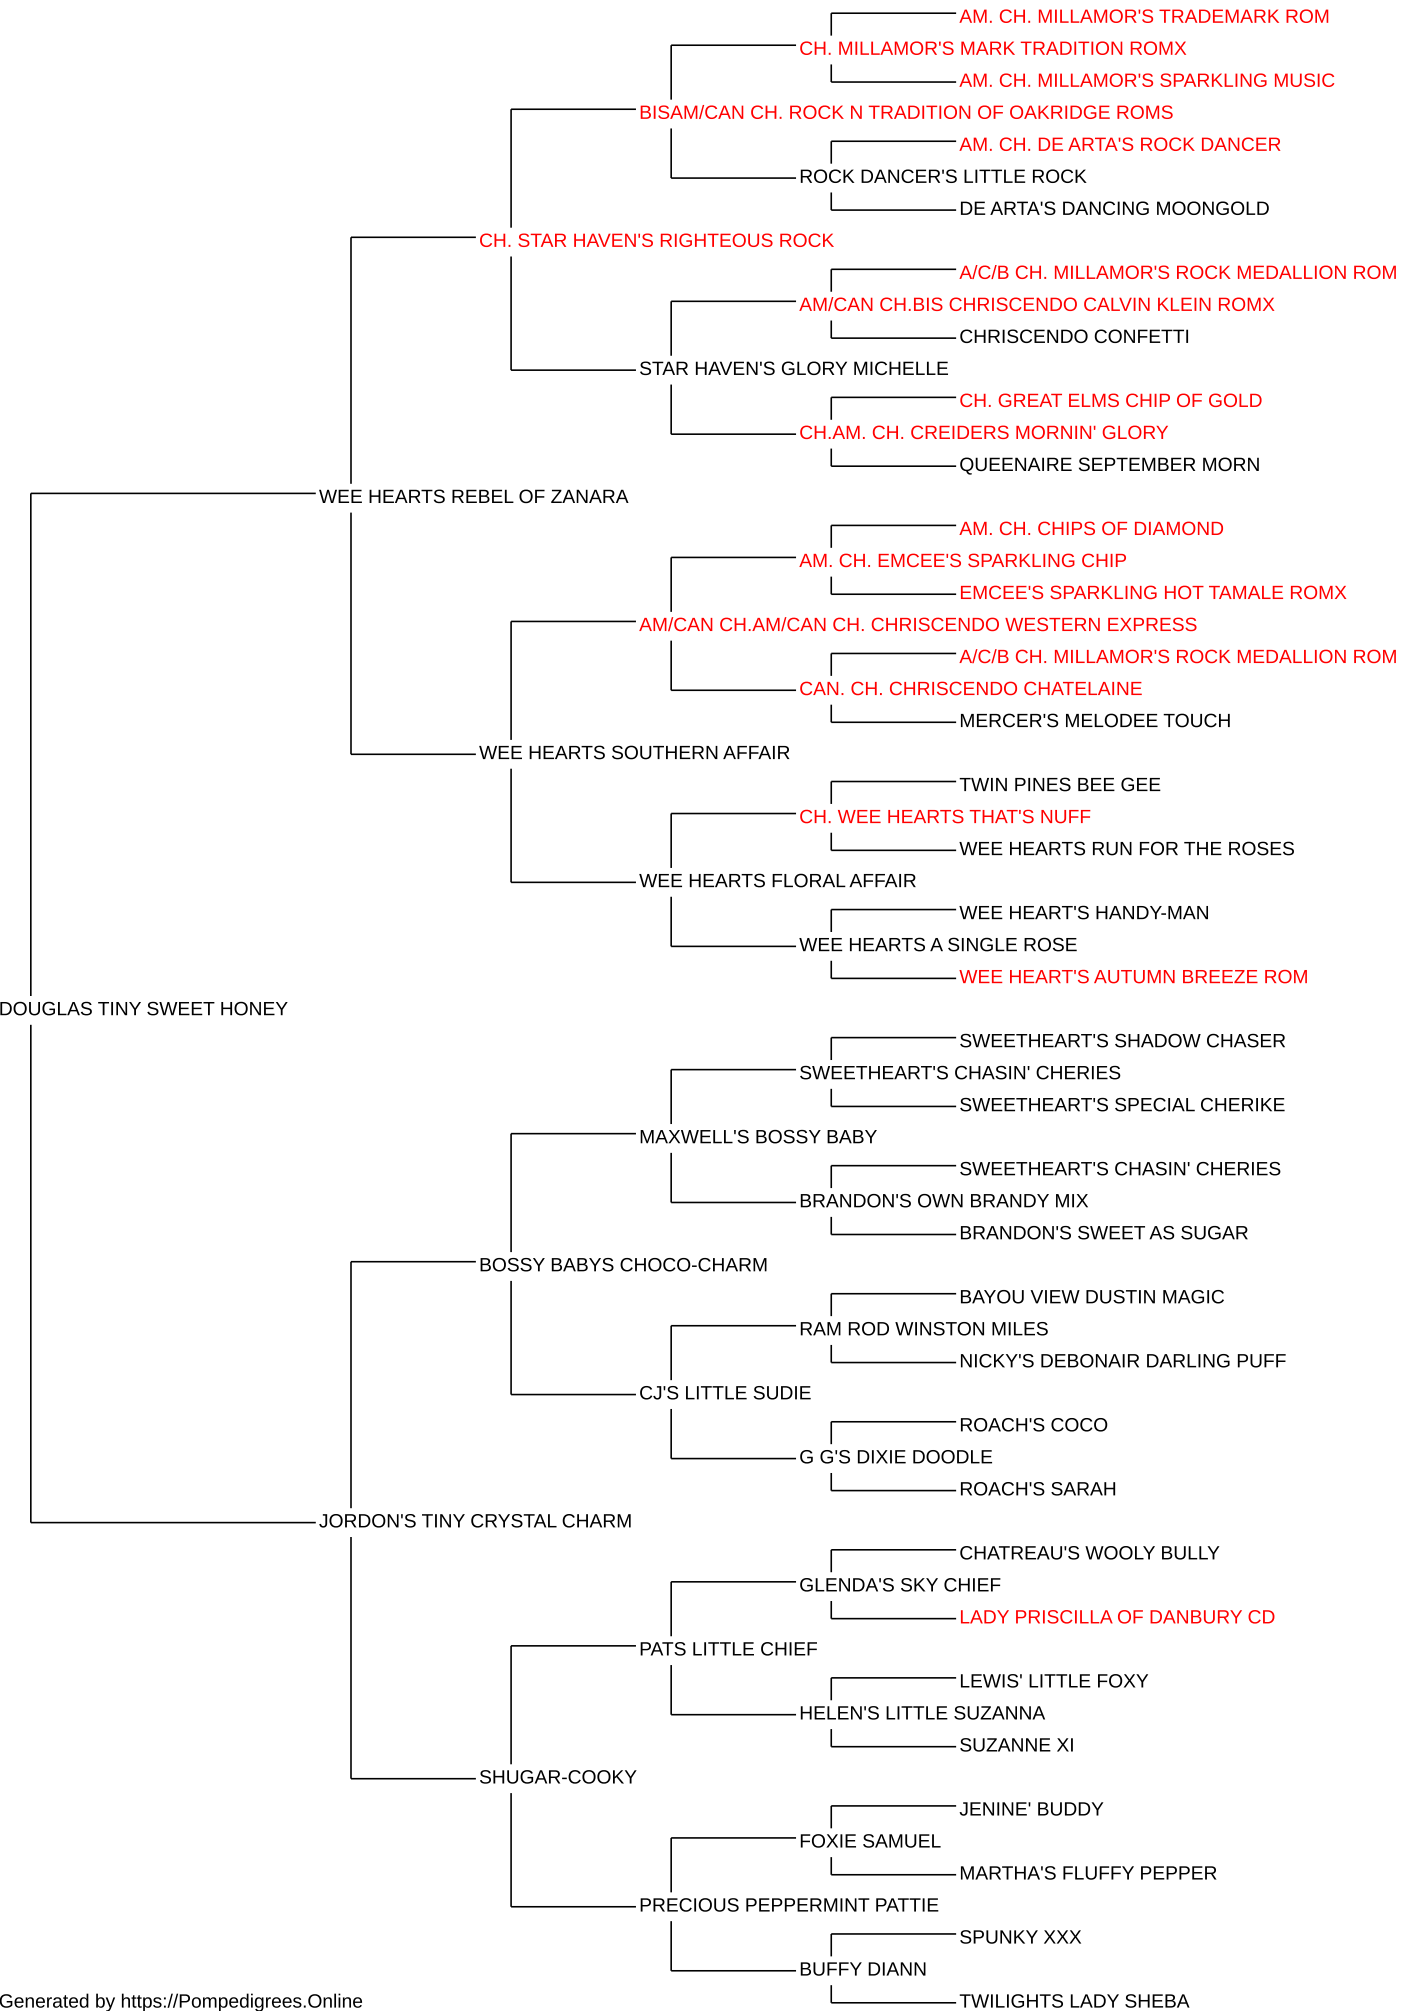 AM. CH. MILLAMOR'S TRADEMARK ROM
CH. MILLAMOR'S MARK TRADITION ROMX
AM. CH. MILLAMOR'S SPARKLING MUSIC
BISAM/CAN CH. ROCK N TRADITION OF OAKRIDGE ROMS
AM. CH. DE ARTA'S ROCK DANCER
ROCK DANCER'S LITTLE ROCK
DE ARTA'S DANCING MOONGOLD
CH. STAR HAVEN'S RIGHTEOUS ROCK
A/C/B CH. MILLAMOR'S ROCK MEDALLION ROM
AM/CAN CH.BIS CHRISCENDO CALVIN KLEIN ROMX
CHRISCENDO CONFETTI
STAR HAVEN'S GLORY MICHELLE
CH. GREAT ELMS CHIP OF GOLD
CH.AM. CH. CREIDERS MORNIN' GLORY
QUEENAIRE SEPTEMBER MORN
WEE HEARTS REBEL OF ZANARA
AM. CH. CHIPS OF DIAMOND
AM. CH. EMCEE'S SPARKLING CHIP
EMCEE'S SPARKLING HOT TAMALE ROMX
AM/CAN CH.AM/CAN CH. CHRISCENDO WESTERN EXPRESS
A/C/B CH. MILLAMOR'S ROCK MEDALLION ROM
CAN. CH. CHRISCENDO CHATELAINE
MERCER'S MELODEE TOUCH
WEE HEARTS SOUTHERN AFFAIR
TWIN PINES BEE GEE
CH. WEE HEARTS THAT'S NUFF
WEE HEARTS RUN FOR THE ROSES
WEE HEARTS FLORAL AFFAIR
WEE HEART'S HANDY-MAN
WEE HEARTS A SINGLE ROSE
WEE HEART'S AUTUMN BREEZE ROM
DOUGLAS TINY SWEET HONEY
SWEETHEART'S SHADOW CHASER
SWEETHEART'S CHASIN' CHERIES
SWEETHEART'S SPECIAL CHERIKE
MAXWELL'S BOSSY BABY
SWEETHEART'S CHASIN' CHERIES
BRANDON'S OWN BRANDY MIX
BRANDON'S SWEET AS SUGAR
BOSSY BABYS CHOCO-CHARM
BAYOU VIEW DUSTIN MAGIC
RAM ROD WINSTON MILES
NICKY'S DEBONAIR DARLING PUFF
CJ'S LITTLE SUDIE
ROACH'S COCO
G G'S DIXIE DOODLE
ROACH'S SARAH
JORDON'S TINY CRYSTAL CHARM
CHATREAU'S WOOLY BULLY
GLENDA'S SKY CHIEF
LADY PRISCILLA OF DANBURY CD
PATS LITTLE CHIEF
LEWIS' LITTLE FOXY
HELEN'S LITTLE SUZANNA
SUZANNE XI
SHUGAR-COOKY
JENINE' BUDDY
FOXIE SAMUEL
MARTHA'S FLUFFY PEPPER
PRECIOUS PEPPERMINT PATTIE
SPUNKY XXX
BUFFY DIANN
TWILIGHTS LADY SHEBA
Generated by https://Pompedigrees.Online